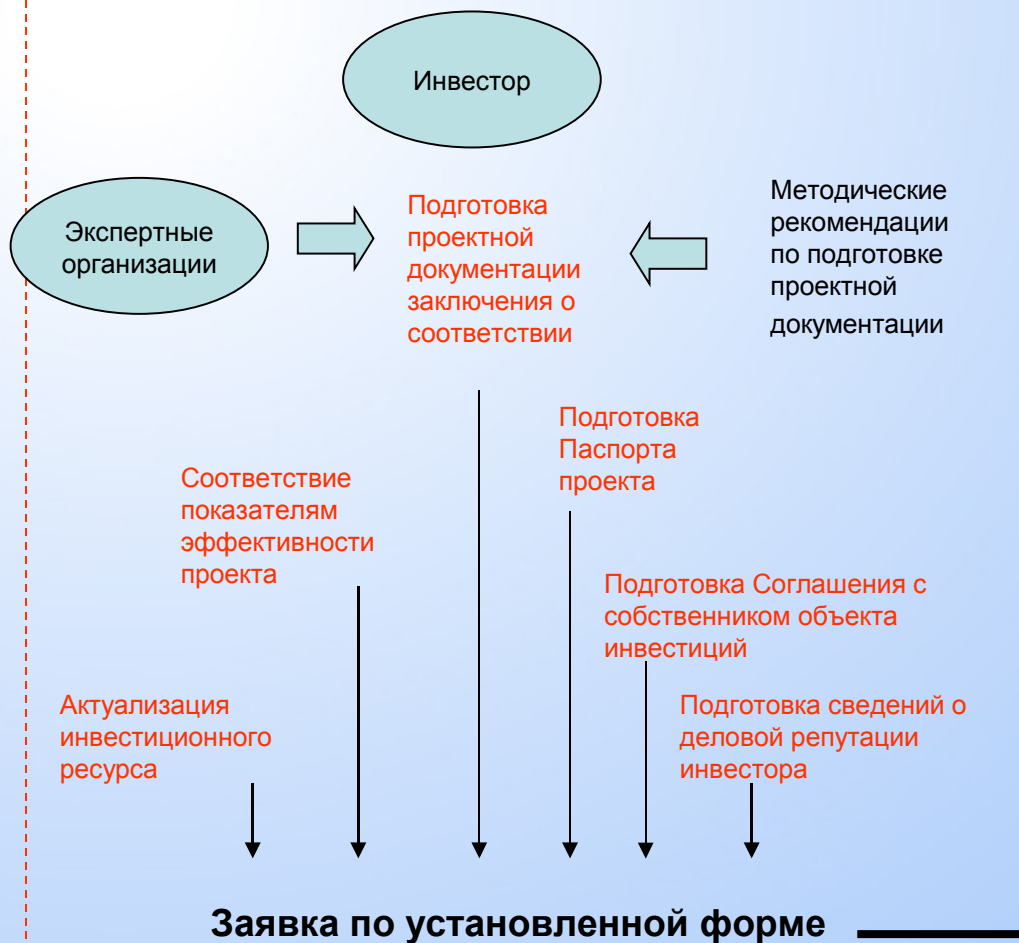 Инвестор
Экспертные
организации
Подготовка
проектной
документации
заключения о
соответствии
Методические
рекомендации
по подготовке
проектной
документации
Подготовка
Паспорта
проекта
Соответствие
показателям
эффективности
проекта
Подготовка Соглашения с
собственником объекта
инвестиций
Актуализация
инвестиционного
ресурса
Подготовка сведений о
деловой репутации
инвестора
Заявка по установленной форме